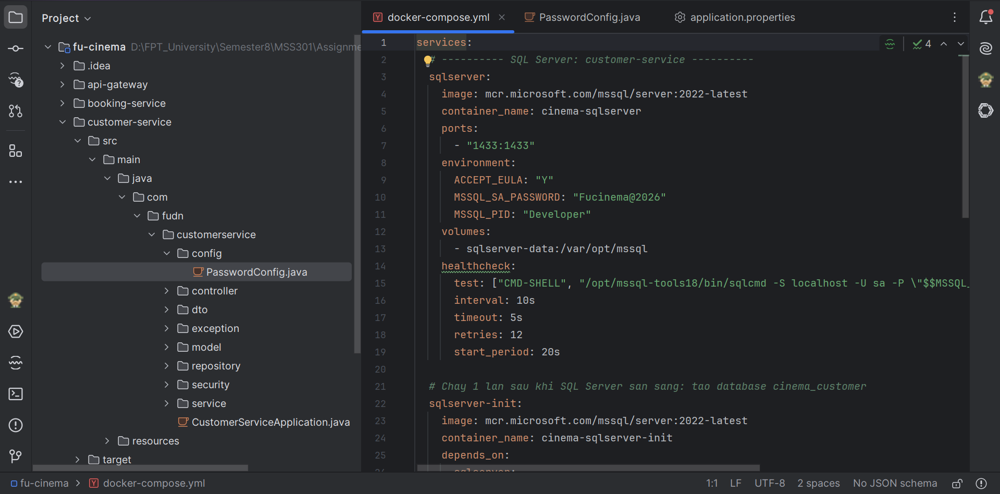 Project
fu-cinema D:\FPT_University\Semester8\MSS301\Assignme
.idea
api-gateway
booking-service
customer-service
src
main
java
com
fudn
customerservice
config
PasswordConfig.java
controller
dto
exception
model
repository
security
service
CustomerServiceApplication.java
resources
target
docker-compose.yml
PasswordConfig.java
application.properties
4
1 services:
2 # ---------- SQL Server: customer-service ----------
3 sqlserver:
4 image: mcr.microsoft.com/mssql/server:2022-latest
5 container_name: cinema-sqlserver
6 ports:
7 - "1433:1433"
8 environment:
9 ACCEPT_EULA: "Y"
10 MSSQL_SA_PASSWORD: "Fucinema@2026"
11 MSSQL_PID: "Developer"
12 volumes:
13 - sqlserver-data:/var/opt/mssql
14 healthcheck:
15 test: ["CMD-SHELL", "/opt/mssql-tools18/bin/sqlcmd -S localhost -U sa -P \"$$MSSQL_
16 interval: 10s
17 timeout: 5s
18 retries: 12
19 start_period: 20s
20
21 # Chay 1 lan sau khi SQL Server san sang: tao database cinema_customer
22 sqlserver-init:
23 image: mcr.microsoft.com/mssql/server:2022-latest
24 container_name: cinema-sqlserver-init
25 depends_on:
26 sqlserver:
fu-cinema > docker-compose.yml
1:1 LF UTF-8 2 spaces No JSON schema